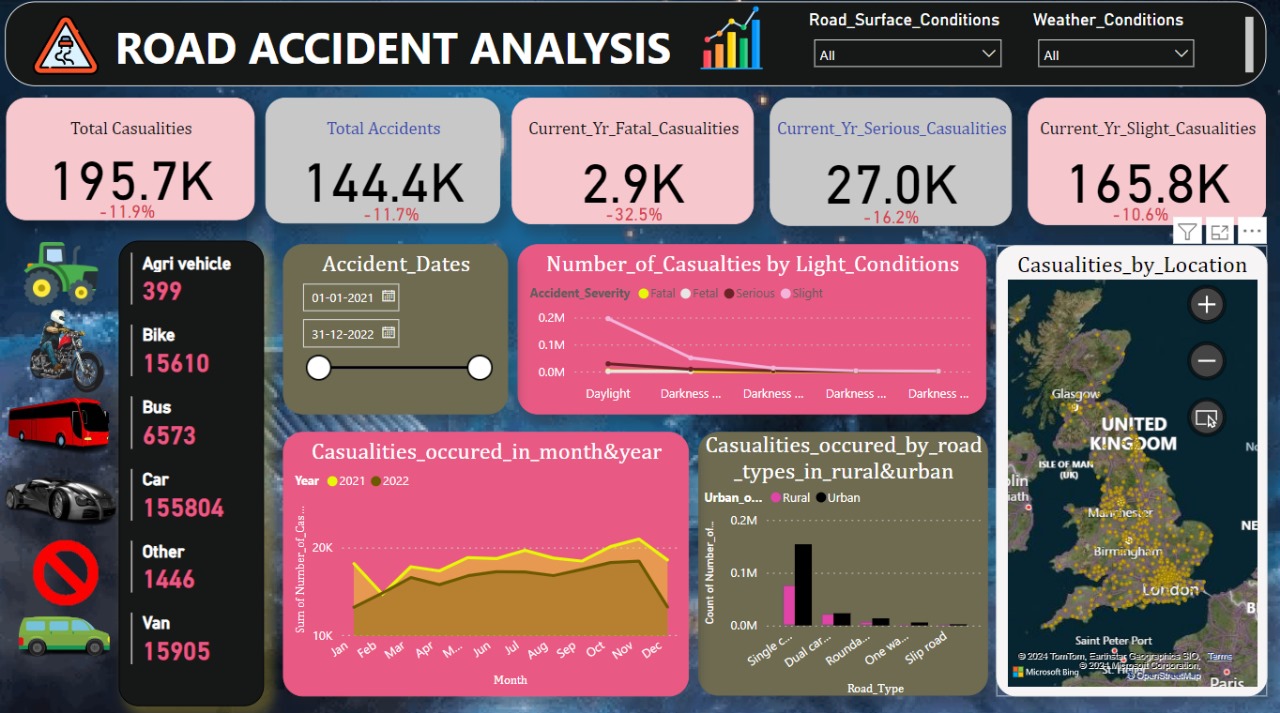 ROAD ACCIDENT ANALYSIS
Road_Surface_Conditions
All
Weather_Conditions
All
Total Casualities
195.7K
-11.9%
Total Accidents
144.4K
-11.7%
Current_Yr_Fatal_Casualities
2.9K
-32.5%
Current_Yr_Serious_Casualities
27.0K
-16.2%
Current_Yr_Slight_Casualities
165.8K
-10.6%
Agri vehicle
399
Bike
15610
Bus
6573
Car
155804
Other
1446
Van
15905
Accident_Dates
01-01-2021
31-12-2022
Number_of_Casualties by Light_Conditions
Accident_Severity Fatal Fetal Serious Slight
0.2M
0.1M
0.0M
Daylight Darkness ... Darkness ... Darkness ... Darkness ...
Casualities_occured_in_month&year
Year 2021 2022
Sum of Number_of_Cas...
20K
10K
Jan Feb Mar Apr M... Jun Jul Aug Sep Oct Nov Dec
Month
Casualities_occured_by_road
_types_in_rural&urban
Urban_o... Rural Urban
Count of Number_of...
0.2M
0.1M
0.0M
Single c... Dual car... Rounda... One wa... Slip road
Road_Type
Casualities_by_Location
Glasgow
UNITED
KINGDOM
ISLE OF MAN
(UK)
lin
iath
No
Manchester
NE
Birmingham
London
B
Saint Peter Port
© 2024 TomTom, Earthstar Geographics SIO,
© 2024 Microsoft Corporation,
Terms
Microsoft Bing
© OpenStreetMap
Paris